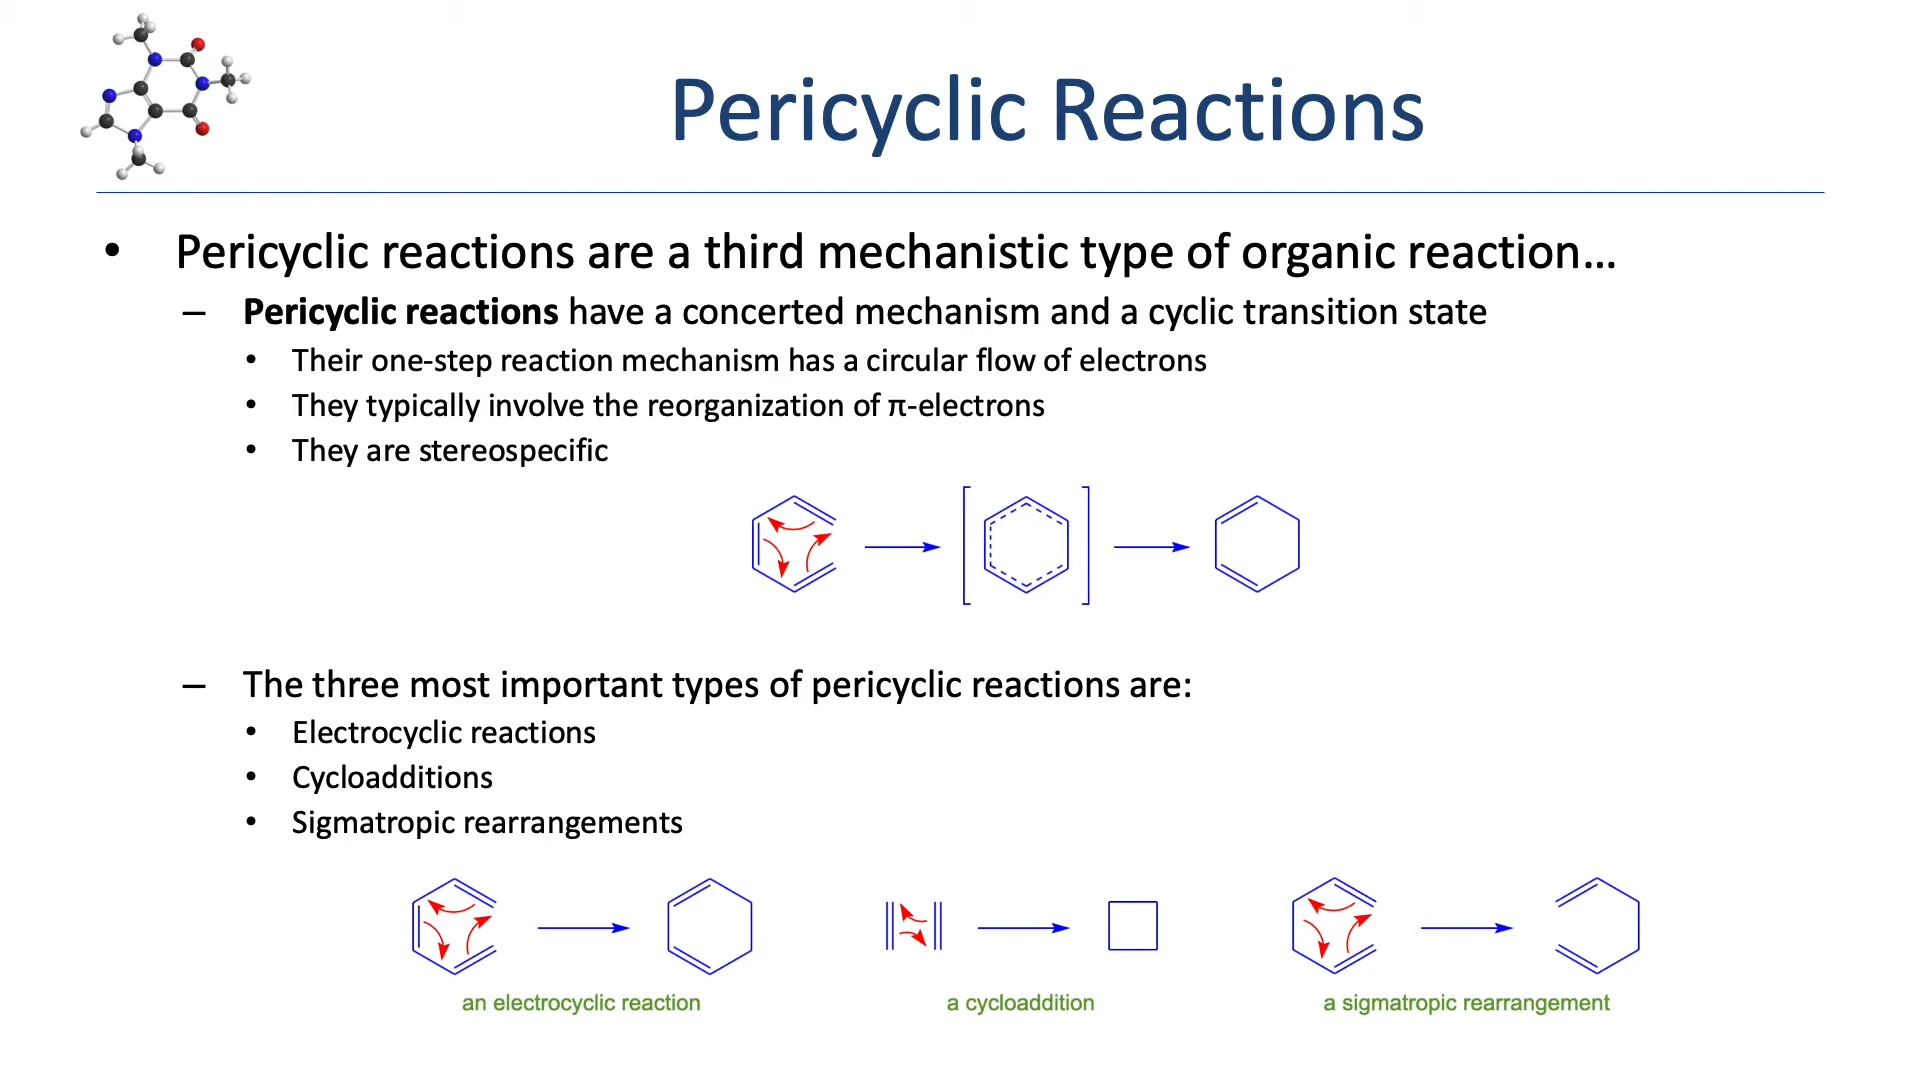 Pericyclic Reactions
• Pericyclic reactions are a third mechanistic type of organic reaction…
– Pericyclic reactions have a concerted mechanism and a cyclic transition state
• Their one-step reaction mechanism has a circular flow of electrons
• They typically involve the reorganization of π-electrons
• They are stereospecific
– The three most important types of pericyclic reactions are:
• Electrocyclic reactions
• Cycloadditions
• Sigmatropic rearrangements
an electrocyclic reaction
a cycloaddition
a sigmatropic rearrangement